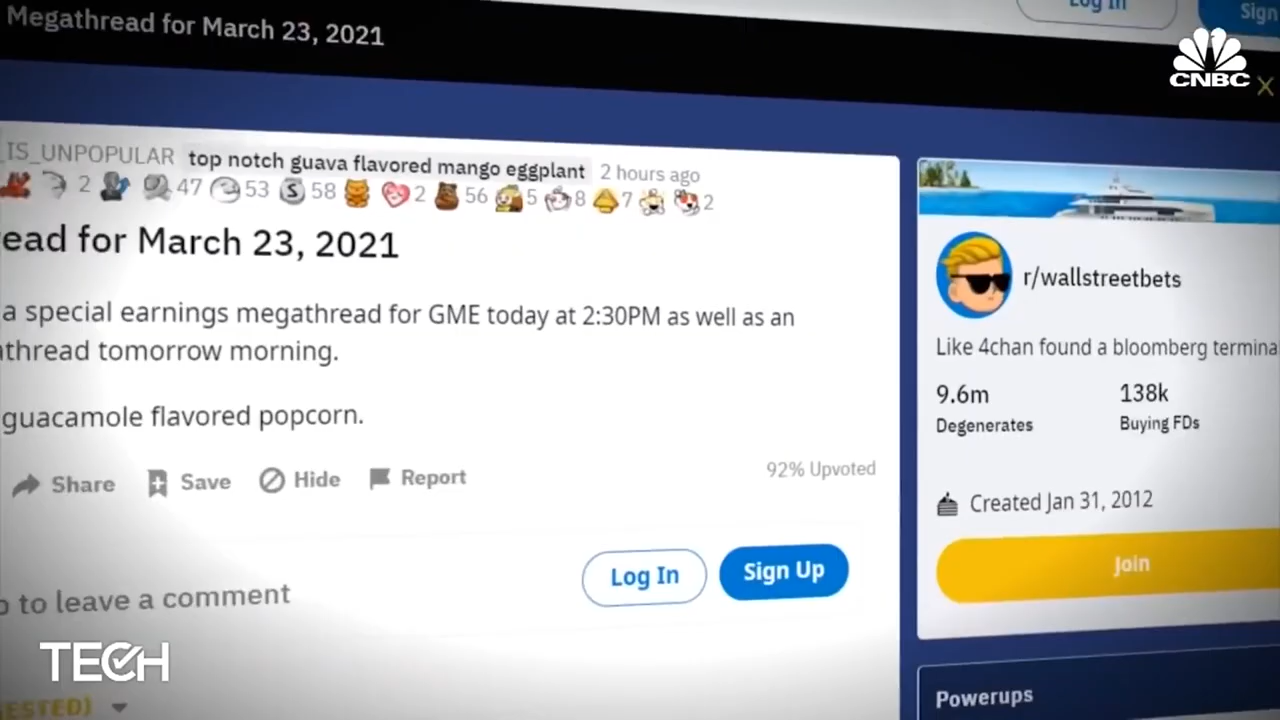 Megathread for March 23, 2021
Log In
Sign
CNBC
X
_IS_UNPOPULAR top notch guava flavored mango eggplant 2 hours ago
2 47 53 S 58 2 56 5 8 7 2
ead for March 23, 2021
a special earnings megathread for GME today at 2:30PM as well as an
thread tomorrow morning.
guacamole flavored popcorn.
Share Save Hide Report
92% Upvoted
Log In Sign Up
to leave a comment
ESTED)
TECH
r/wallstreetbets
Like 4chan found a bloomberg termina
9.6m 138k
Degenerates Buying FDs
Created Jan 31, 2012
Join
Powerups